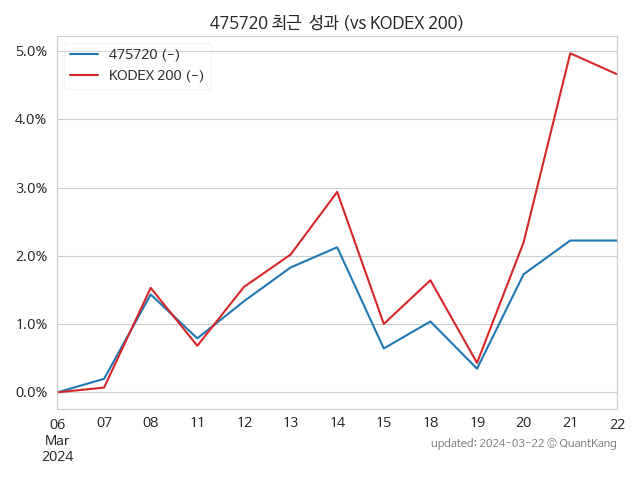 475720 최근  성과 (vs KODEX 200)
475720 (-)
KODEX 200 (-)
5.0%
4.0%
3.0%
2.0%
1.0%
0.0%
06 07 08 11 12 13 14 15 18 19 20 21 22
Mar
2024
updated: 2024-03-22 © QuantKang